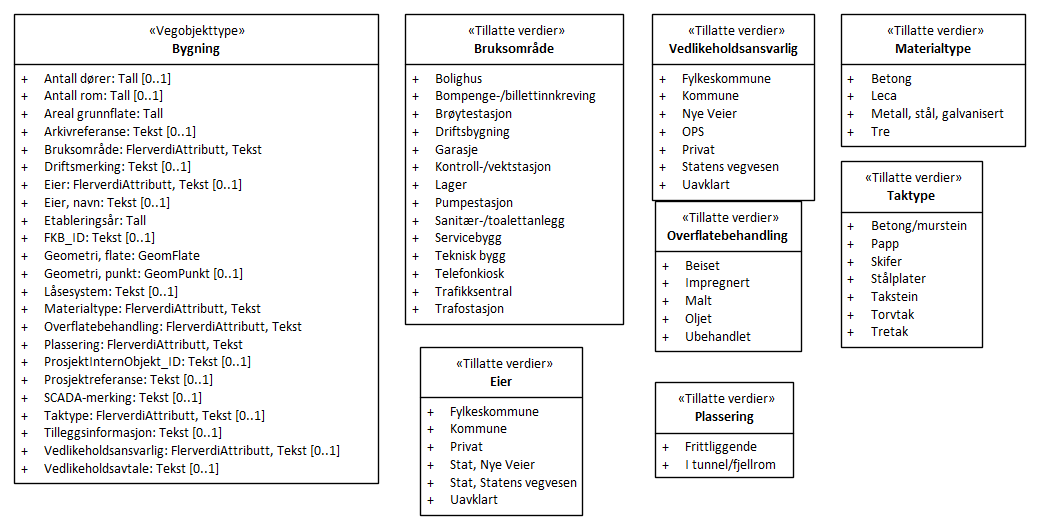 «Vegobjekttype»
Bygning
+ Antall dører: Tall [0..1]
+ Antall rom: Tall [0..1]
+ Areal grunnflate: Tall
+ Arkivreferanse: Tekst [0..1]
+ Bruksområde: FlerverdiAttributt, Tekst
+ Driftsmerking: Tekst [0..1]
+ Eier: FlerverdiAttributt, Tekst [0..1]
+ Eier, navn: Tekst [0..1]
+ Etableringsår: Tall
+ FKB_ID: Tekst [0..1]
+ Geometri, flate: GeomFlate
+ Geometri, punkt: GeomPunkt [0..1]
+ Låsesystem: Tekst [0..1]
+ Materialtype: FlerverdiAttributt, Tekst
+ Overflatebehandling: FlerverdiAttributt, Tekst
+ Plassering: FlerverdiAttributt, Tekst
+ ProsjektInternObjekt_ID: Tekst [0..1]
+ Prosjektreferanse: Tekst [0..1]
+ SCADA-merking: Tekst [0..1]
+ Taktype: FlerverdiAttributt, Tekst [0..1]
+ Tilleggsinformasjon: Tekst [0..1]
+ Vedlikeholdsansvarlig: FlerverdiAttributt, Tekst [0..1]
+ Vedlikeholdsavtale: Tekst [0..1]
«Tillatte verdier»
Bruksområde
+ Bolighus
+ Bompenge-/billettinnkreving
+ Brøytestasjon
+ Driftsbygning
+ Garasje
+ Kontroll-/vektstasjon
+ Lager
+ Pumpestasjon
+ Sanitær-/toalettanlegg
+ Servicebygg
+ Teknisk bygg
+ Telefonkiosk
+ Trafikksentral
+ Trafostasjon
«Tillatte verdier»
Eier
+ Fylkeskommune
+ Kommune
+ Privat
+ Stat, Nye Veier
+ Stat, Statens vegvesen
+ Uavklart
«Tillatte verdier»
Vedlikeholdsansvarlig
+ Fylkeskommune
+ Kommune
+ Nye Veier
+ OPS
+ Privat
+ Statens vegvesen
+ Uavklart
«Tillatte verdier»
Overflatebehandling
+ Beiset
+ Impregnert
+ Malt
+ Oljet
+ Ubehandlet
«Tillatte verdier»
Plassering
+ Frittliggende
+ I tunnel/fjellrom
«Tillatte verdier»
Materialtype
+ Betong
+ Leca
+ Metall, stål, galvanisert
+ Tre
«Tillatte verdier»
Taktype
+ Betong/murstein
+ Papp
+ Skifer
+ Stålplater
+ Takstein
+ Torvtak
+ Tretak